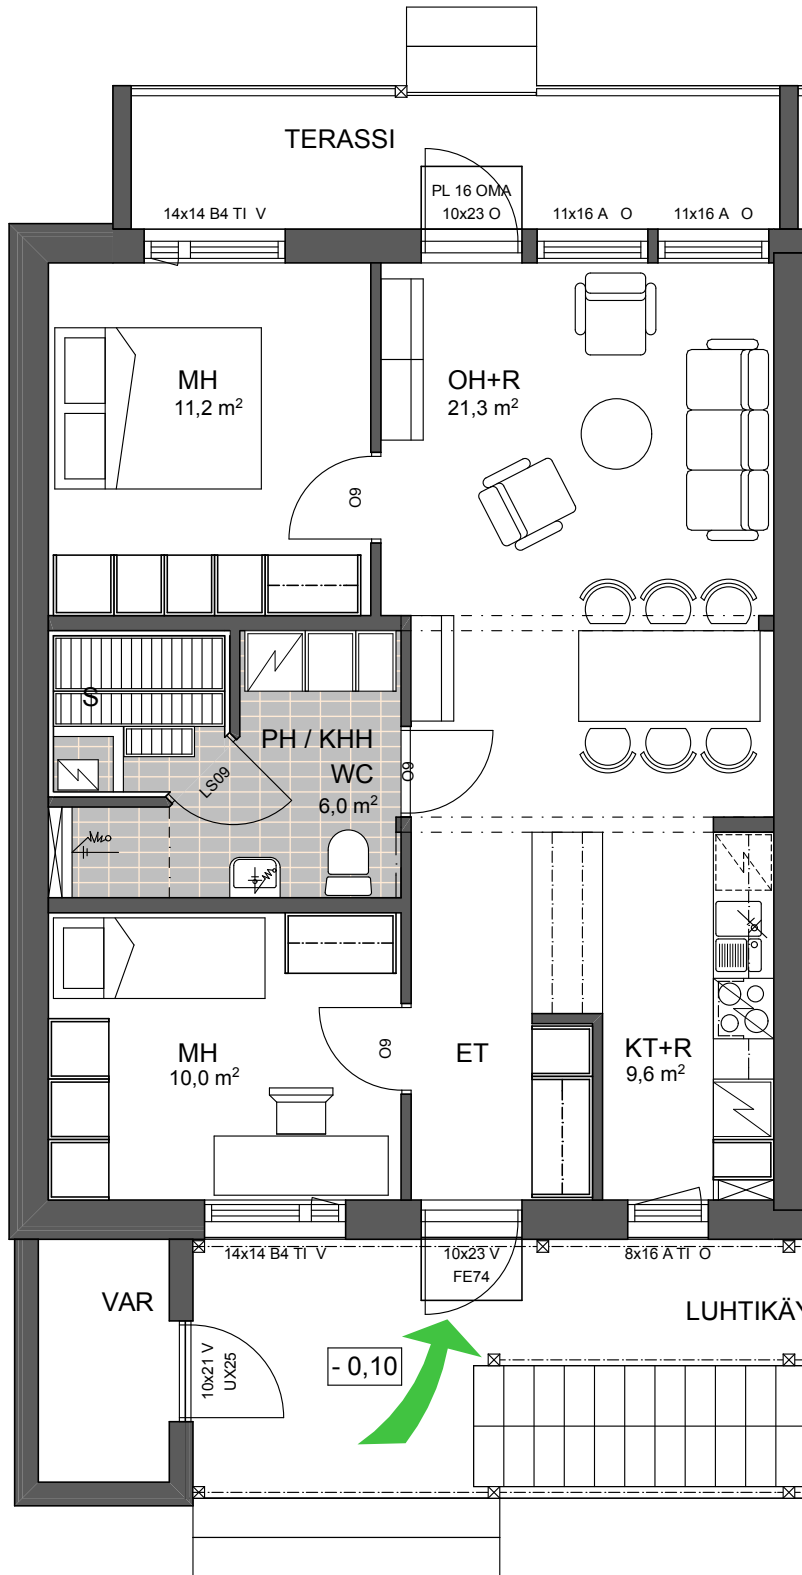 TERASSI
PL 16 OMA
14x14 B4 TI V
10x23 O
11x16 A O
11x16 A O
MH
11,2 m²
OH+R
21,3 m²
O9
S
PH / KHH
WC
6,0 m²
LS09
O9
MH
10,0 m²
O9
ET
KT+R
9,6 m²
14x14 B4 TI V
10x23 V
FE74
8x16 A TI O
VAR
LUHTIKÄY
10x21 V
UX25
- 0,10